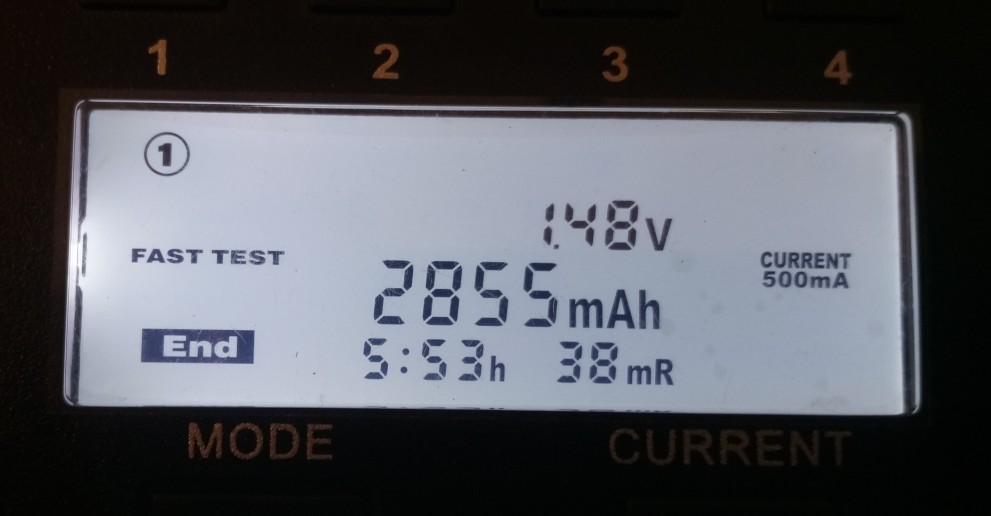 1 2 3 4
1
1.48V
FAST TEST
CURRENT
500mA
2855mAh
End
5:53h 38mR
MODE CURRENT